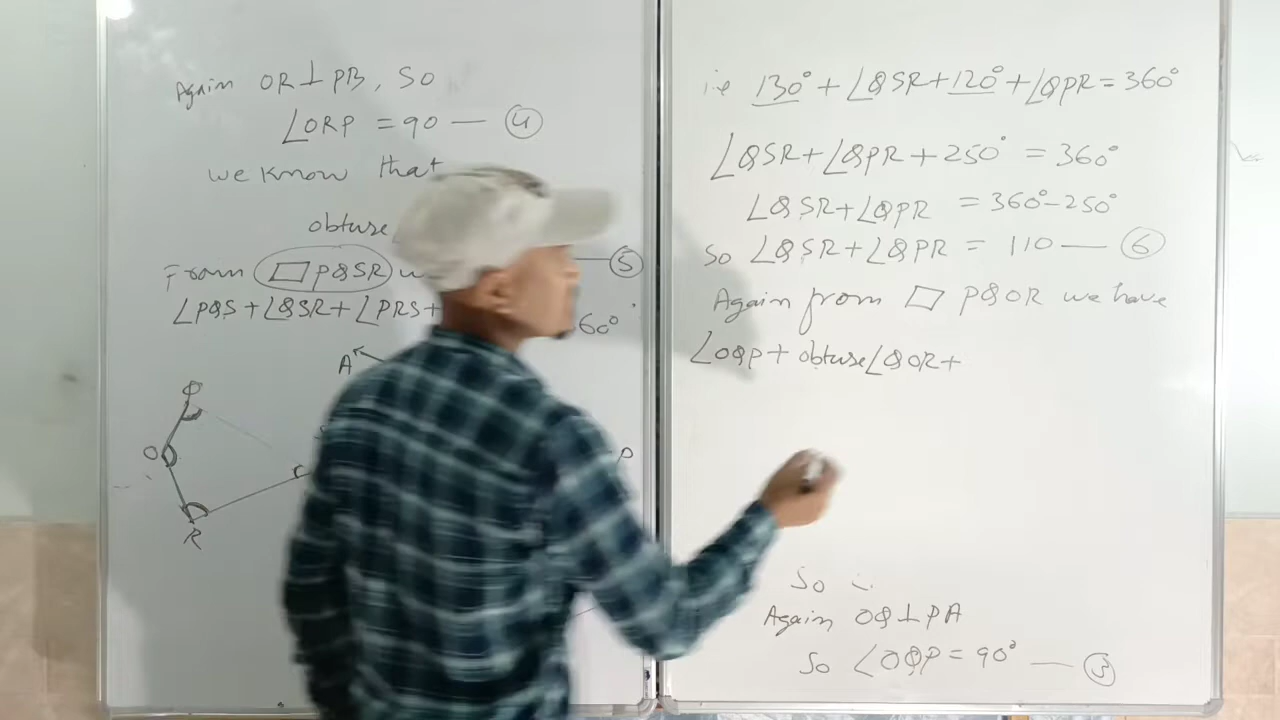 Again OR⊥PB, So
∠ORP = 90 — ④
we know that
obtuse
From ▱ PQSR
∠PQS+∠QSR+∠PRS+
60°
⑤
A
Q
O
R
P
i.e 130°+∠QSR+120°+∠QPR=360°
∠QSR+∠QPR+250° = 360°
∠QSR+∠QPR = 360°-250°
So ∠QSR+∠QPR = 110 — ⑥
Again from ▱ PQOR we have
∠OQP+ obtuse∠QOR+
So
Again OQ⊥PA
So ∠OQP = 90° — ③